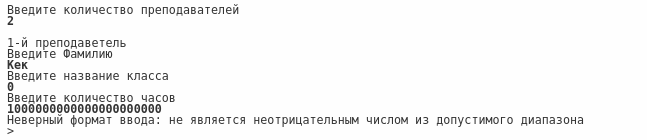 Введите количество преподавателей
2
1-й преподаветель
Введите Фамилию
Кек
Введите название класса
0
Введите количество часов
1000000000000000000000
Неверный формат ввода: не является неотрицательным числом из допустимого диапазона
>